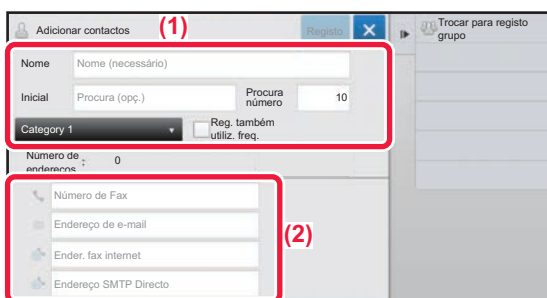 Adicionar contactos
(1)
Registo
Trocar para registo
grupo
Nome
Nome (necessário)
Inicial
Procura (opç.)
Procura
número
10
Category 1
Reg. também
utiliz. freq.
Número de
endereços
:
0
(2)
Número de Fax
Endereço de e-mail
Ender. fax internet
Endereço SMTP Directo